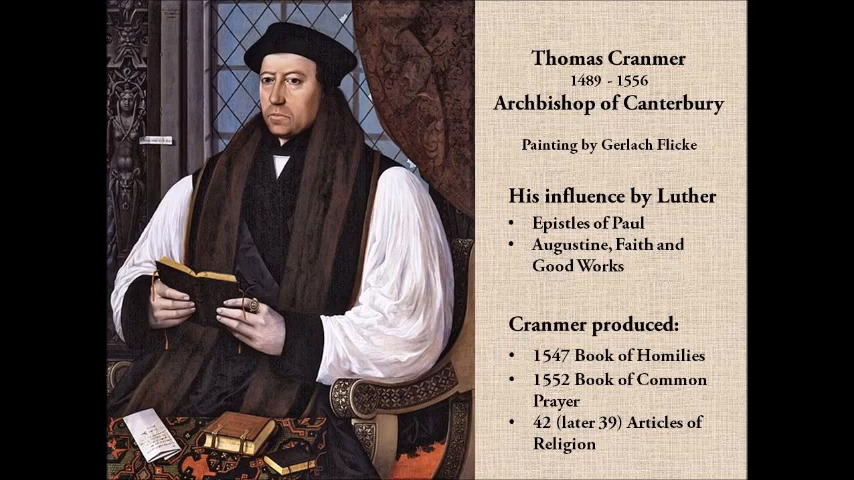 Thomas Cranmer
1489 - 1556
Archbishop of Canterbury
Painting by Gerlach Flicke
His influence by Luther
• Epistles of Paul
• Augustine, Faith and
Good Works
Cranmer produced:
• 1547 Book of Homilies
• 1552 Book of Common
Prayer
• 42 (later 39) Articles of
Religion